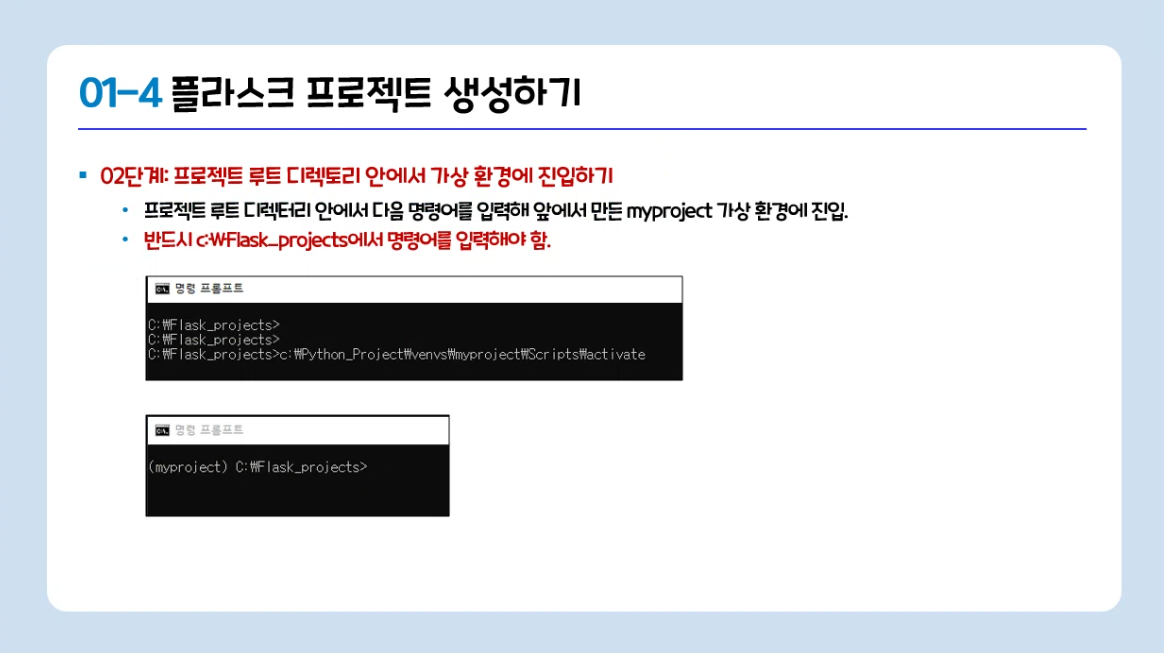 01-4 플라스크 프로젝트 생성하기
02단계: 프로젝트 루트 디렉토리 안에서 가상 환경에 진입하기
프로젝트 루트 디렉터리 안에서 다음 명령어를 입력해 앞에서 만든 myproject 가상 환경에 진입.
반드시 c:₩Flask_projects에서 명령어를 입력해야 함.
명령 프롬프트
C:₩Flask_projects>
C:₩Flask_projects>
C:₩Flask_projects>c:₩Python_Project₩venvs₩myproject₩Scripts₩activate
명령 프롬프트
(myproject) C:₩Flask_projects>